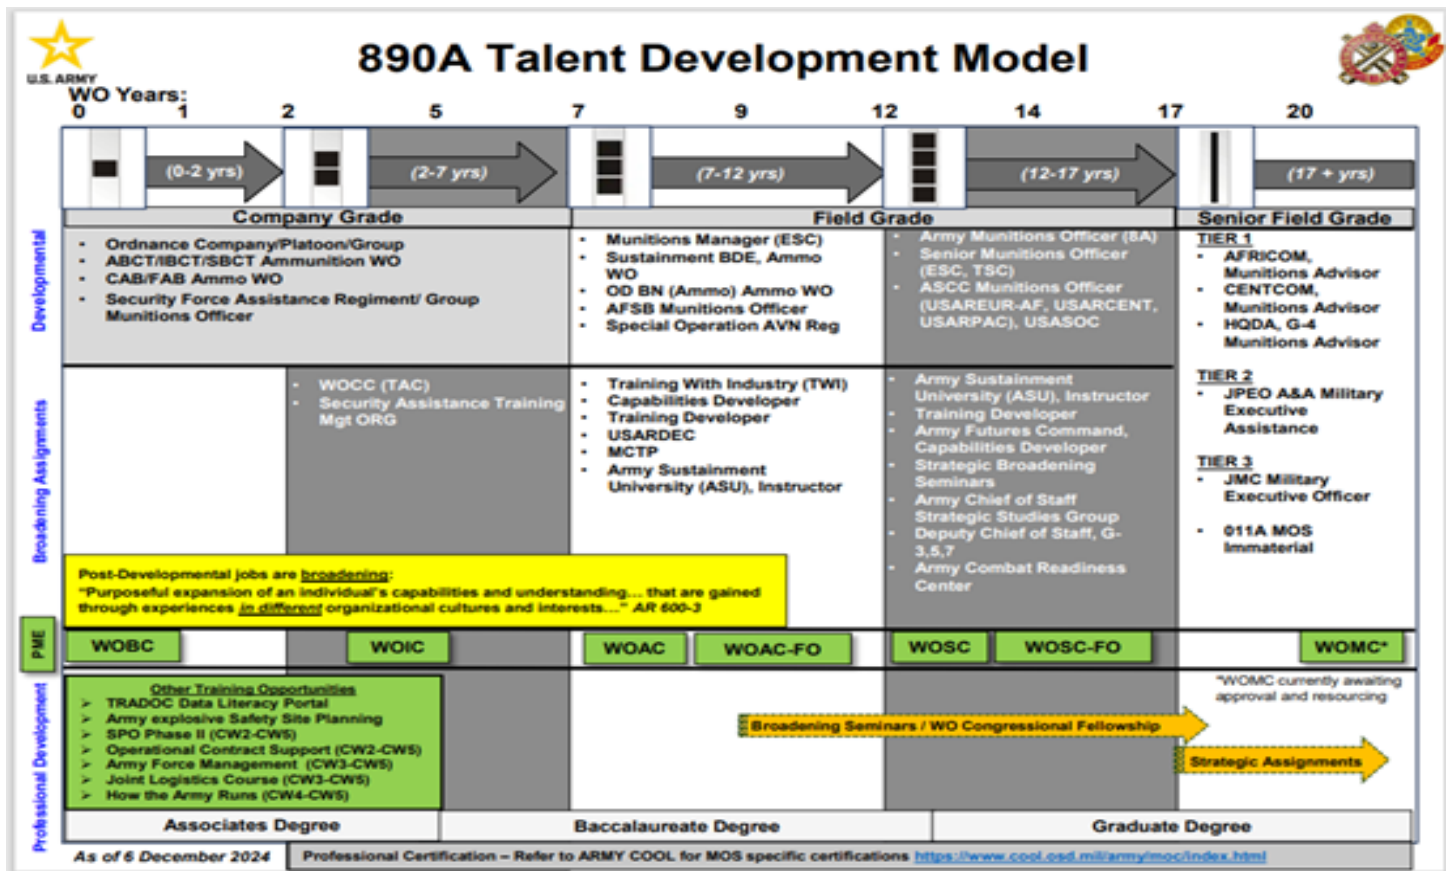 890A Talent Development Model
U.S. ARMY
WO Years:
0 1 2 5 7 9 12 14 17 20
(0-2 yrs) (2-7 yrs) (7-12 yrs) (12-17 yrs) (17 + yrs)
Company Grade Field Grade Senior Field Grade
Developmental
• Ordnance Company/Platoon/Group
• ABCT/IBCT/SBCT Ammunition WO
• CAB/FAB Ammo WO
• Security Force Assistance Regiment/ Group
Munitions Officer
• Munitions Manager (ESC)
• Sustainment BDE, Ammo
WO
• OD BN (Ammo) Ammo WO
• AFSB Munitions Officer
• Special Operation AVN Reg
• Army Munitions Officer (8A)
• Senior Munitions Officer
(ESC, TSC)
• ASCC Munitions Officer
(USAREUR-AF, USARCENT,
USARPAC), USASOC
TIER 1
• AFRICOM,
Munitions Advisor
• CENTCOM,
Munitions Advisor
• HQDA, G-4
Munitions Advisor
TIER 2
• JPEO A&A Military
Executive
Assistance
TIER 3
• JMC Military
Executive Officer
• 011A MOS
Immaterial
Broadening Assignments
• WOCC (TAC)
• Security Assistance Training
Mgt ORG
• Training With Industry (TWI)
• Capabilities Developer
• Training Developer
• USARDEC
• MCTP
• Army Sustainment
University (ASU), Instructor
• Army Sustainment
University (ASU), Instructor
• Training Developer
• Army Futures Command,
Capabilities Developer
• Strategic Broadening
Seminars
• Army Chief of Staff
Strategic Studies Group
• Deputy Chief of Staff, G-
3,5,7
• Army Combat Readiness
Center
Post-Developmental jobs are broadening:
“Purposeful expansion of an individual’s capabilities and understanding… that are gained
through experiences in different organizational cultures and interests…” AR 600-3
PME
WOBC WOIC WOAC WOAC-FO WOSC WOSC-FO WOMC*
*WOMC currently awaiting
approval and resourcing
Professional Development
Other Training Opportunities
➢ TRADOC Data Literacy Portal
➢ Army explosive Safety Site Planning
➢ SPO Phase II (CW2-CW5)
➢ Operational Contract Support (CW2-CW5)
➢ Army Force Management (CW3-CW5)
➢ Joint Logistics Course (CW3-CW5)
➢ How the Army Runs (CW4-CW5)
Broadening Seminars / WO Congressional Fellowship
Strategic Assignments
Associates Degree Baccalaureate Degree Graduate Degree
As of 6 December 2024
Professional Certification – Refer to ARMY COOL for MOS specific certifications https://www.cool.osd.mil/army/moc/index.html